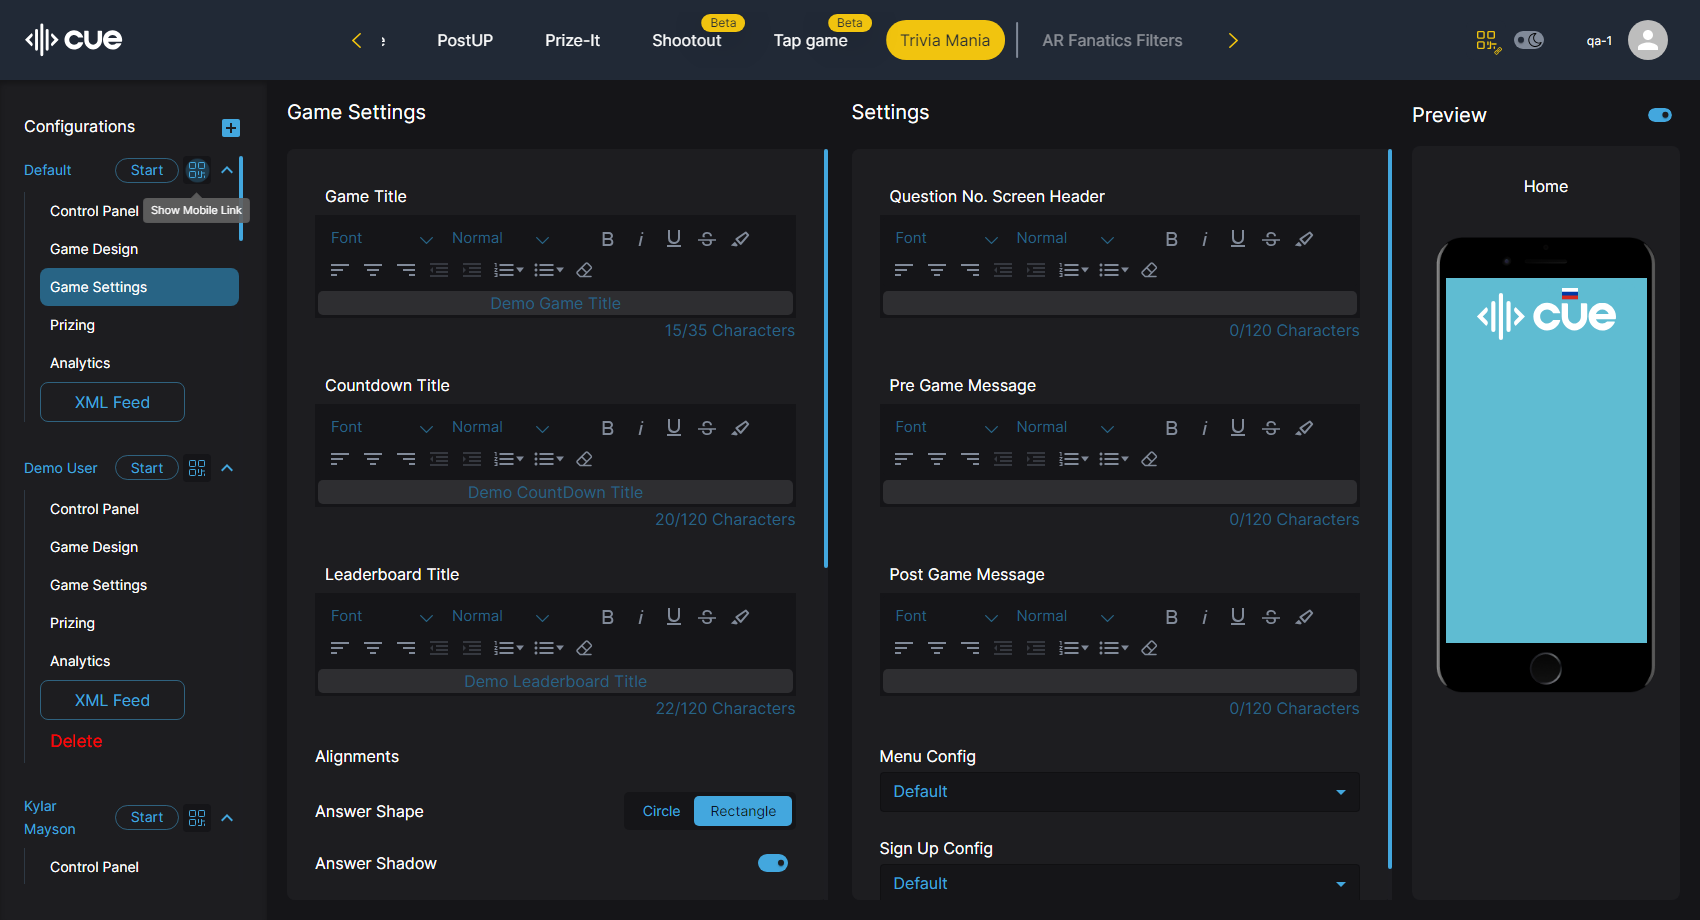 cue
e
PostUP
Prize-It
Beta
Shootout
Beta
Tap game
Trivia Mania
AR Fanatics Filters
qa-1
Configurations
Default
Start
Show Mobile Link
Control Panel
Game Design
Game Settings
Prizing
Analytics
XML Feed
Demo User
Start
Control Panel
Game Design
Game Settings
Prizing
Analytics
XML Feed
Delete
Kylar
Mayson
Start
Control Panel
Game Settings
Game Title
Font
Normal
B i U S
Demo Game Title
15/35 Characters
Countdown Title
Font
Normal
B i U S
Demo CountDown Title
20/120 Characters
Leaderboard Title
Font
Normal
B i U S
Demo Leaderboard Title
22/120 Characters
Alignments
Answer Shape
Circle
Rectangle
Answer Shadow
Settings
Question No. Screen Header
Font
Normal
B i U S
0/120 Characters
Pre Game Message
Font
Normal
B i U S
0/120 Characters
Post Game Message
Font
Normal
B i U S
0/120 Characters
Menu Config
Default
Sign Up Config
Default
Preview
Home
cue